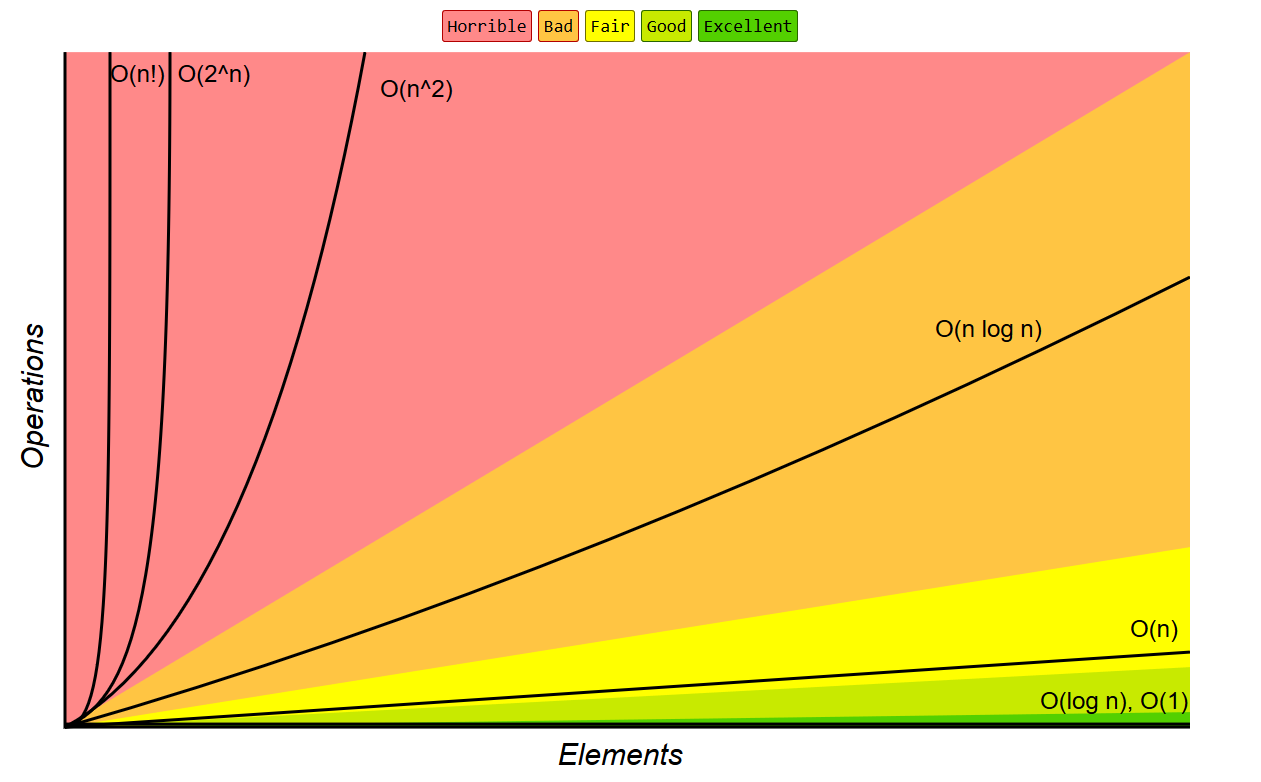 Horrible Bad Fair Good Excellent
O(n!) O(2^n)
O(n^2)
O(n log n)
Operations
O(n)
O(log n), O(1)
Elements